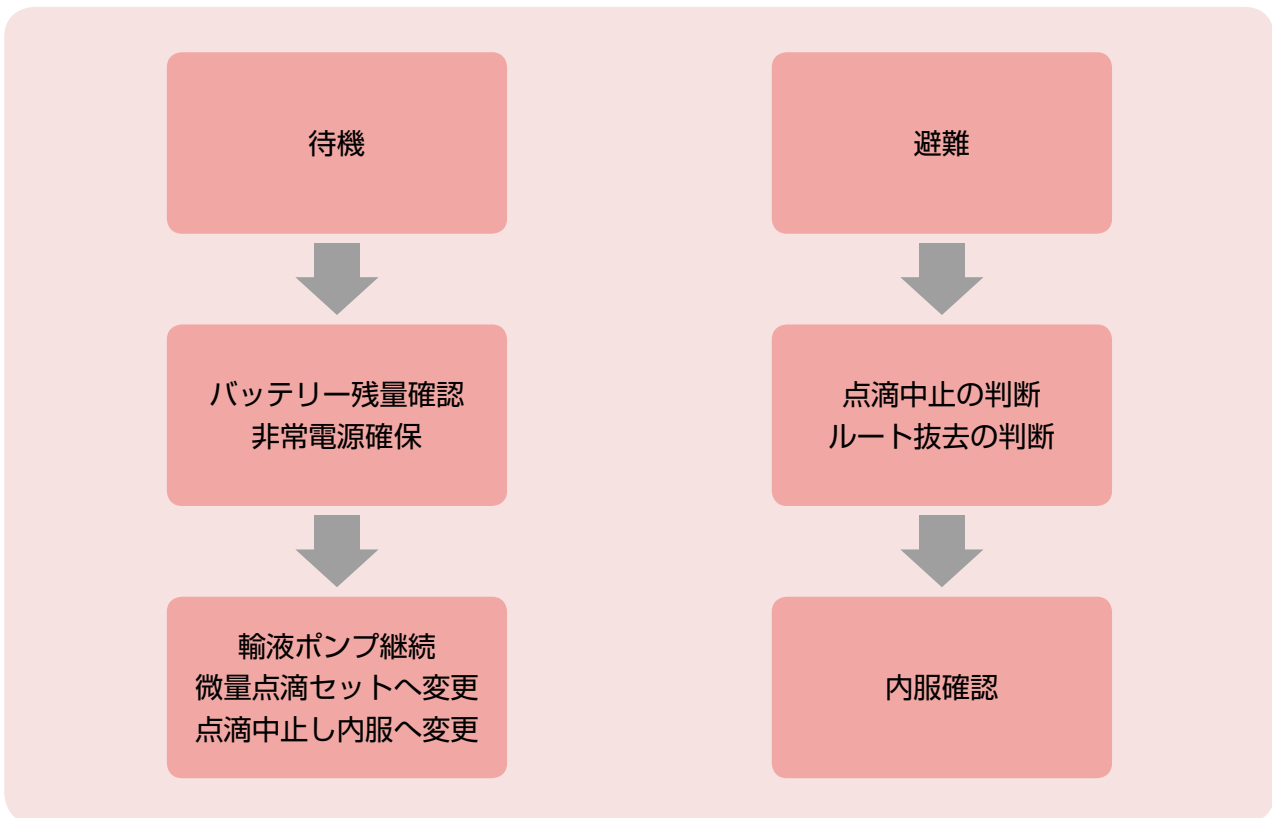 待機
バッテリー残量確認
非常電源確保
輸液ポンプ継続
微量点滴セットへ変更
点滴中止し内服へ変更
避難
点滴中止の判断
ルート抜去の判断
内服確認